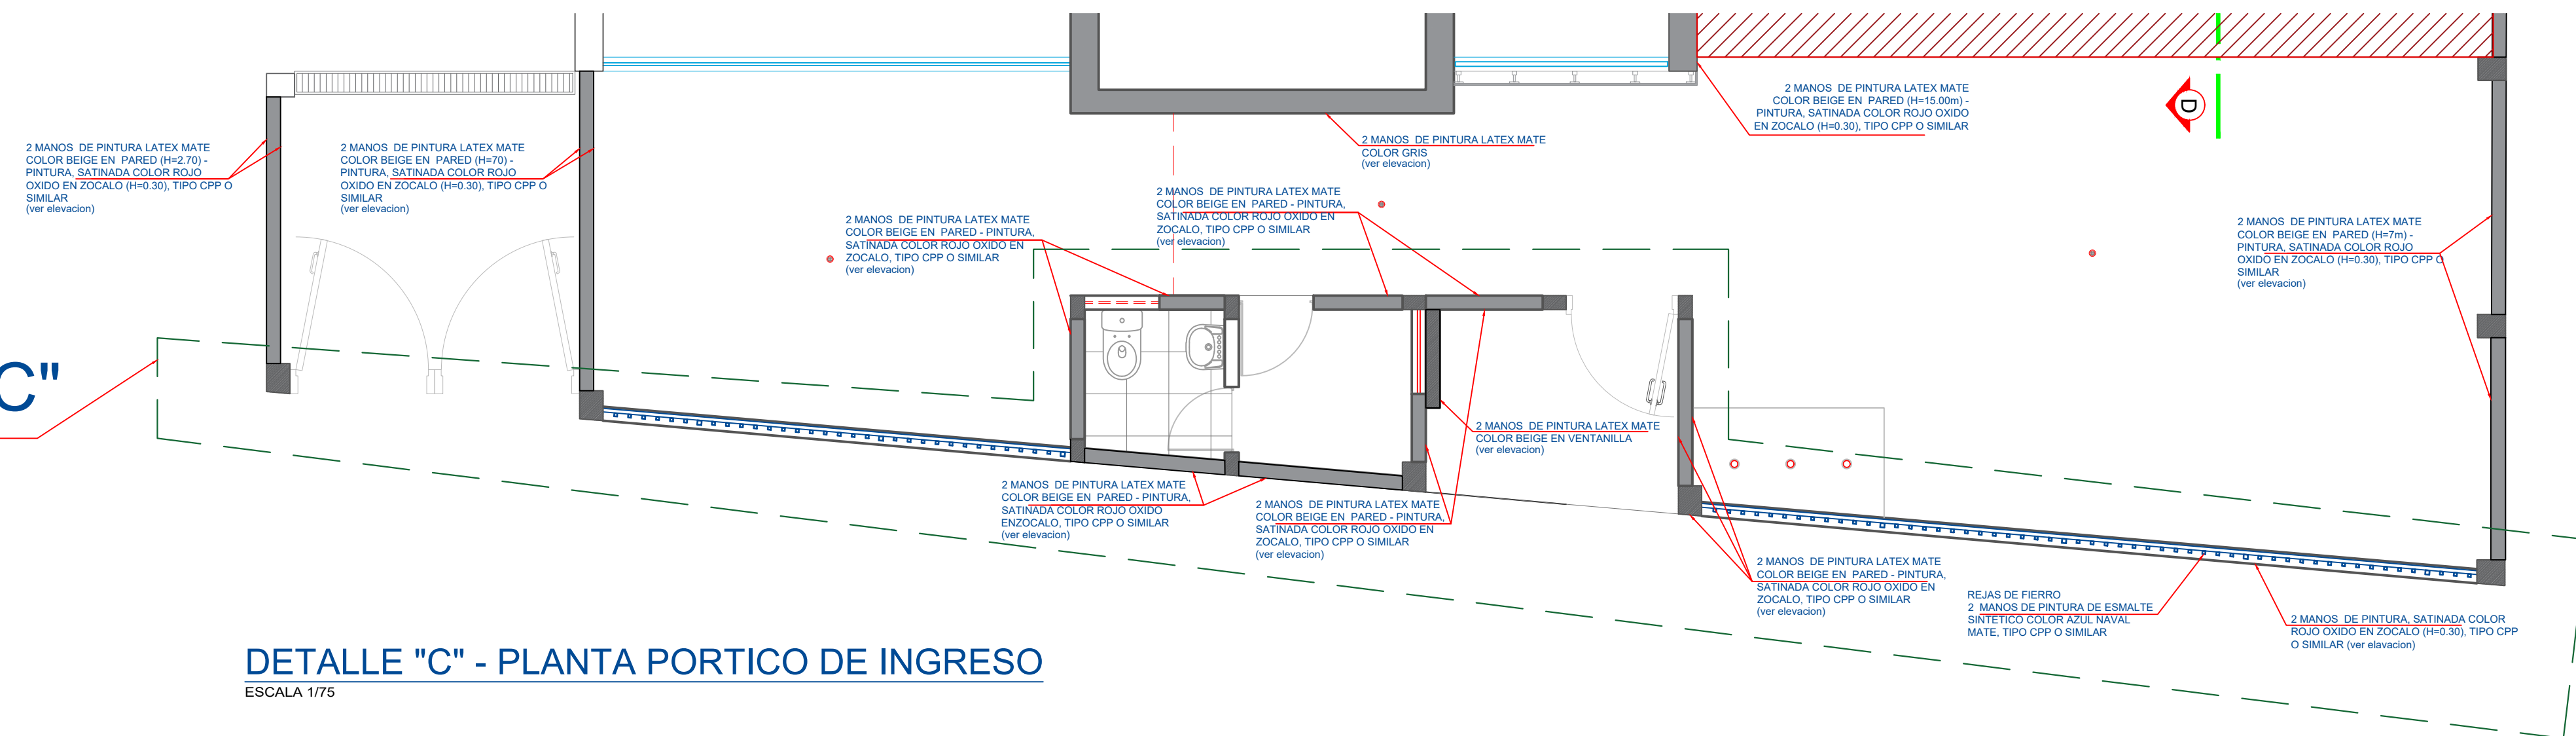 2 MANOS DE PINTURA LATEX MATE
COLOR BEIGE EN PARED (H=2.70) -
PINTURA, SATINADA COLOR ROJO
OXIDO EN ZOCALO (H=0.30), TIPO CPP O
SIMILAR
(ver elevacion)
2 MANOS DE PINTURA LATEX MATE
COLOR BEIGE EN PARED (H=70) -
PINTURA, SATINADA COLOR ROJO
OXIDO EN ZOCALO (H=0.30), TIPO CPP O
SIMILAR
(ver elevacion)
2 MANOS DE PINTURA LATEX MATE
COLOR BEIGE EN PARED - PINTURA,
SATINADA COLOR ROJO OXIDO EN
ZOCALO, TIPO CPP O SIMILAR
(ver elevacion)
2 MANOS DE PINTURA LATEX MATE
COLOR BEIGE EN PARED - PINTURA,
SATINADA COLOR ROJO OXIDO EN
ZOCALO, TIPO CPP O SIMILAR
(ver elevacion)
2 MANOS DE PINTURA LATEX MATE
COLOR GRIS
(ver elevacion)
2 MANOS DE PINTURA LATEX MATE
COLOR BEIGE EN PARED (H=15.00m) -
PINTURA, SATINADA COLOR ROJO OXIDO
EN ZOCALO (H=0.30), TIPO CPP O SIMILAR
D
2 MANOS DE PINTURA LATEX MATE
COLOR BEIGE EN PARED (H=7m) -
PINTURA, SATINADA COLOR ROJO
OXIDO EN ZOCALO (H=0.30), TIPO CPP O
SIMILAR
(ver elevacion)
C"
2 MANOS DE PINTURA LATEX MATE
COLOR BEIGE EN VENTANILLA
(ver elevacion)
2 MANOS DE PINTURA LATEX MATE
COLOR BEIGE EN PARED - PINTURA,
SATINADA COLOR ROJO OXIDO
ENZOCALO, TIPO CPP O SIMILAR
(ver elevacion)
2 MANOS DE PINTURA LATEX MATE
COLOR BEIGE EN PARED - PINTURA,
SATINADA COLOR ROJO OXIDO EN
ZOCALO, TIPO CPP O SIMILAR
(ver elevacion)
2 MANOS DE PINTURA LATEX MATE
COLOR BEIGE EN PARED - PINTURA,
SATINADA COLOR ROJO OXIDO EN
ZOCALO, TIPO CPP O SIMILAR
(ver elevacion)
REJAS DE FIERRO
2 MANOS DE PINTURA DE ESMALTE
SINTETICO COLOR AZUL NAVAL
MATE, TIPO CPP O SIMILAR
2 MANOS DE PINTURA, SATINADA COLOR
ROJO OXIDO EN ZOCALO (H=0.30), TIPO CPP
O SIMILAR (ver elavacion)
DETALLE "C" - PLANTA PORTICO DE INGRESO
ESCALA 1/75